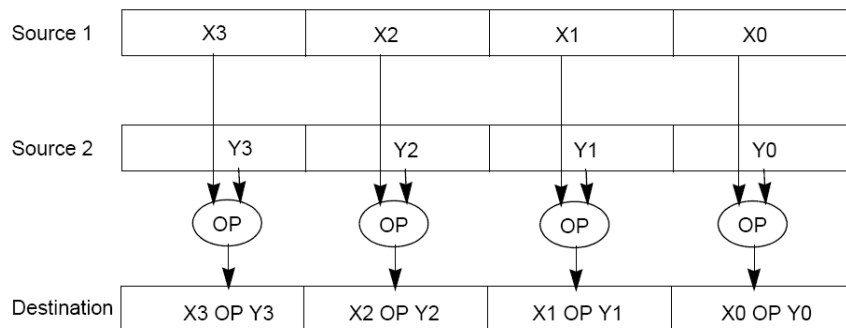 Source 1 X3 X2 X1 X0
Source 2 Y3 Y2 Y1 Y0
OP OP OP OP
Destination X3 OP Y3 X2 OP Y2 X1 OP Y1 X0 OP Y0